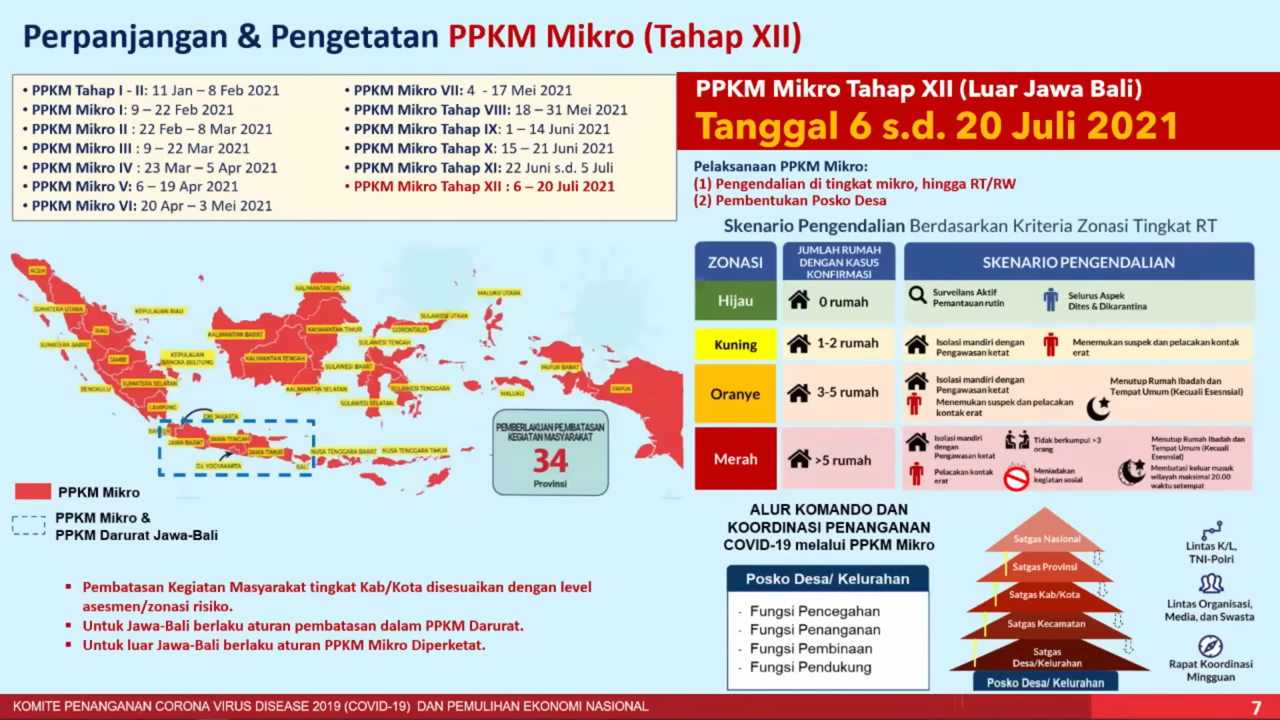 Perpanjangan & Pengetatan PPKM Mikro (Tahap XII)
• PPKM Tahap I - II: 11 Jan – 8 Feb 2021
• PPKM Mikro I: 9 – 22 Feb 2021
• PPKM Mikro II : 22 Feb – 8 Mar 2021
• PPKM Mikro III : 9 – 22 Mar 2021
• PPKM Mikro IV : 23 Mar – 5 Apr 2021
• PPKM Mikro V: 6 – 19 Apr 2021
• PPKM Mikro VI: 20 Apr – 3 Mei 2021
• PPKM Mikro VII: 4 - 17 Mei 2021
• PPKM Mikro Tahap VIII: 18 – 31 Mei 2021
• PPKM Mikro Tahap IX: 1 – 14 Juni 2021
• PPKM Mikro Tahap X: 15 – 21 Juni 2021
• PPKM Mikro Tahap XI: 22 Juni s.d. 5 Juli
• PPKM Mikro Tahap XII : 6 – 20 Juli 2021
PPKM Mikro Tahap XII (Luar Jawa Bali)
Tanggal 6 s.d. 20 Juli 2021
Pelaksanaan PPKM Mikro:
(1) Pengendalian di tingkat mikro, hingga RT/RW
(2) Pembentukan Posko Desa
Skenario Pengendalian Berdasarkan Kriteria Zonasi Tingkat RT
ZONASI
JUMLAH RUMAH
DENGAN KASUS
KONFIRMASI
SKENARIO PENGENDALIAN
Hijau
0 rumah
Surveilans Aktif
Pemantauan rutin
Selurus Aspek
Dites & Dikarantina
Kuning
1-2 rumah
Isolasi mandiri dengan
Pengawasan ketat
Menemukan suspek dan pelacakan kontak
erat
Oranye
3-5 rumah
Isolasi mandiri dengan
Pengawasan ketat
Menemukan suspek dan pelacakan
kontak erat
Menutup Rumah Ibadah dan
Tempat Umum (Kecuali Esesnsial)
Merah
>5 rumah
Isolasi mandiri
dengan
Pengawasan ketat
Pelacakan kontak
erat
Tidak berkumpul +3
orang
Meniadakan
kegiatan sosial
Menutup Rumah Ibadah dan
Tempat Umum (Kecuali
Esesnsial)
Membatasi keluar masuk
wilayah maksimal 20.00
waktu setempat
ACEH
SUMATERA UTARA
RIAU
KEPULAUAN RIAU
SUMATERA BARAT
JAMBI
KEPULAUAN
BANGKA BELITUNG
BENGKULU
SUMATERA SELATAN
LAMPUNG
DKI JAKARTA
JAWA BARAT
JAWA TENGAH
JAWA TIMUR
D.I. YOGYAKARTA
BALI
NUSA TENGGARA BARAT
NUSA TENGGARA TIMUR
KALIMANTAN UTARA
KALIMANTAN BARAT
KALIMANTAN TIMUR
KALIMANTAN TENGAH
KALIMANTAN SELATAN
SULAWESI UTARA
GORONTALO
SULAWESI TENGAH
SULAWESI BARAT
SULAWESI TENGGARA
SULAWESI SELATAN
MALUKU UTARA
MALUKU
PAPUA BARAT
PAPUA
PEMBERLAKUAN PEMBATASAN
KEGIATAN MASYARAKAT
34
Provinsi
PPKM Mikro
PPKM Mikro &
PPKM Darurat Jawa-Bali
▪ Pembatasan Kegiatan Masyarakat tingkat Kab/Kota disesuaikan dengan level
asesmen/zonasi risiko.
▪ Untuk Jawa-Bali berlaku aturan pembatasan dalam PPKM Darurat.
▪ Untuk luar Jawa-Bali berlaku aturan PPKM Mikro Diperketat.
ALUR KOMANDO DAN
KOORDINASI PENANGANAN
COVID-19 melalui PPKM Mikro
Posko Desa/ Kelurahan
- Fungsi Pencegahan
- Fungsi Penanganan
- Fungsi Pembinaan
- Fungsi Pendukung
Satgas Nasional
Satgas Provinsi
Satgas Kab/Kota
Satgas Kecamatan
Satgas
Desa/Kelurahan
Posko Desa/ Kelurahan
Lintas K/L,
TNI-Polri
Lintas Organisasi,
Media, dan Swasta
Rapat Koordinasi
Mingguan
KOMITE PENANGANAN CORONA VIRUS DISEASE 2019 (COVID-19) DAN PEMULIHAN EKONOMI NASIONAL
7